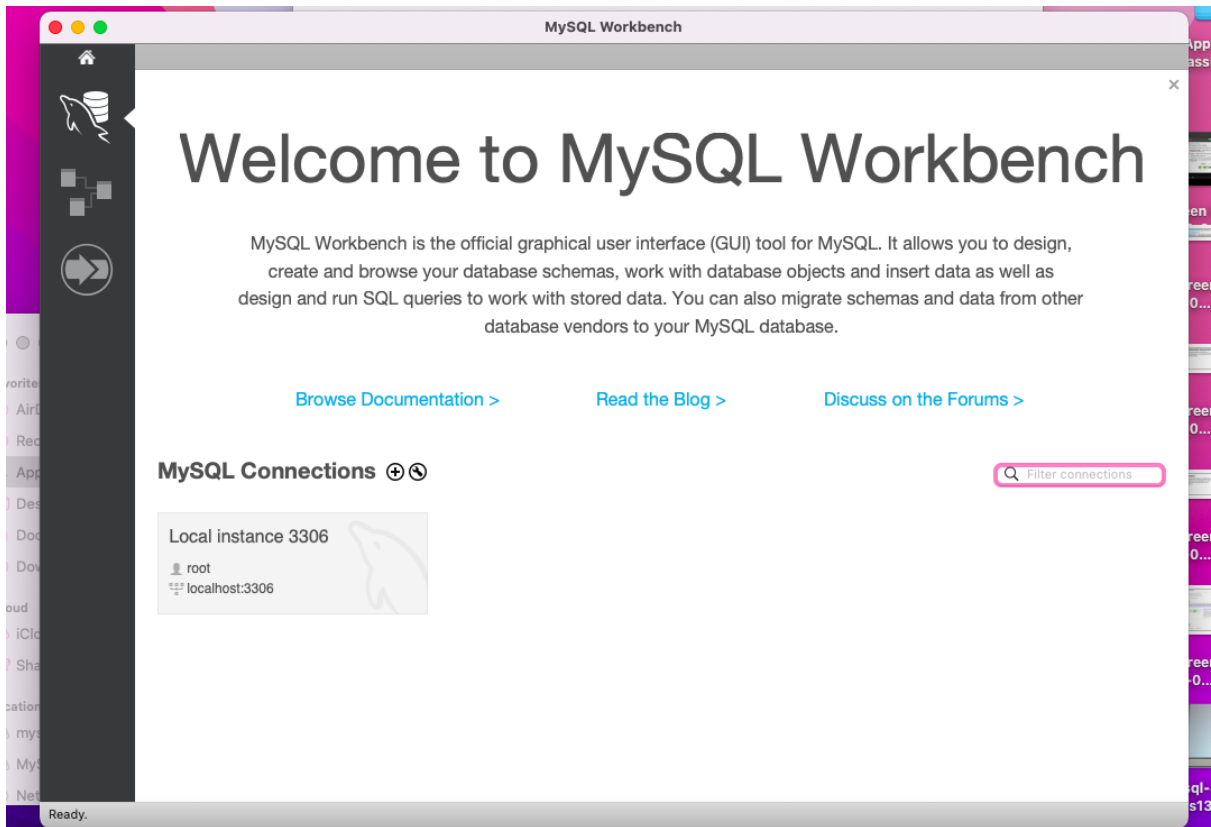 MySQL Workbench
Welcome to MySQL Workbench
MySQL Workbench is the official graphical user interface (GUI) tool for MySQL. It allows you to design,
create and browse your database schemas, work with database objects and insert data as well as
design and run SQL queries to work with stored data. You can also migrate schemas and data from other
database vendors to your MySQL database.
Browse Documentation > Read the Blog > Discuss on the Forums >
MySQL Connections
Filter connections
Local instance 3306
root
localhost:3306
Ready.